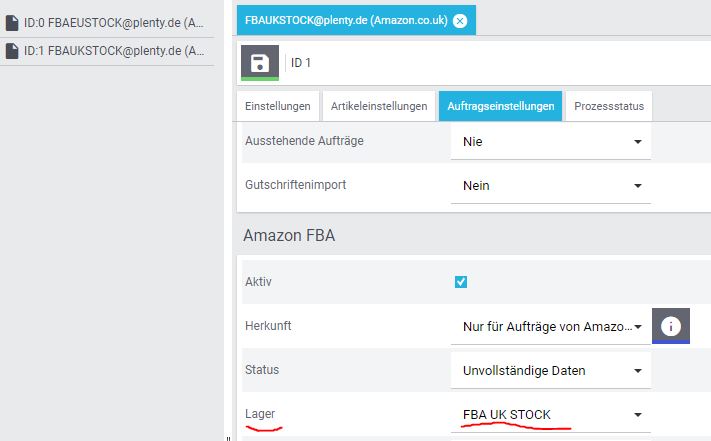 ID:0 FBAEUSTOCK@plenty.de (A...
ID:1 FBAUKSTOCK@plenty.de (A...
FBAUKSTOCK@plenty.de (Amazon.co.uk)
ID 1
Einstellungen Artikeleinstellungen Auftragseinstellungen Prozessstatus
Ausstehende Aufträge Nie
Gutschriftenimport Nein
Amazon FBA
Aktiv
Herkunft Nur für Aufträge von Amazo...
Status Unvollständige Daten
Lager FBA UK STOCK